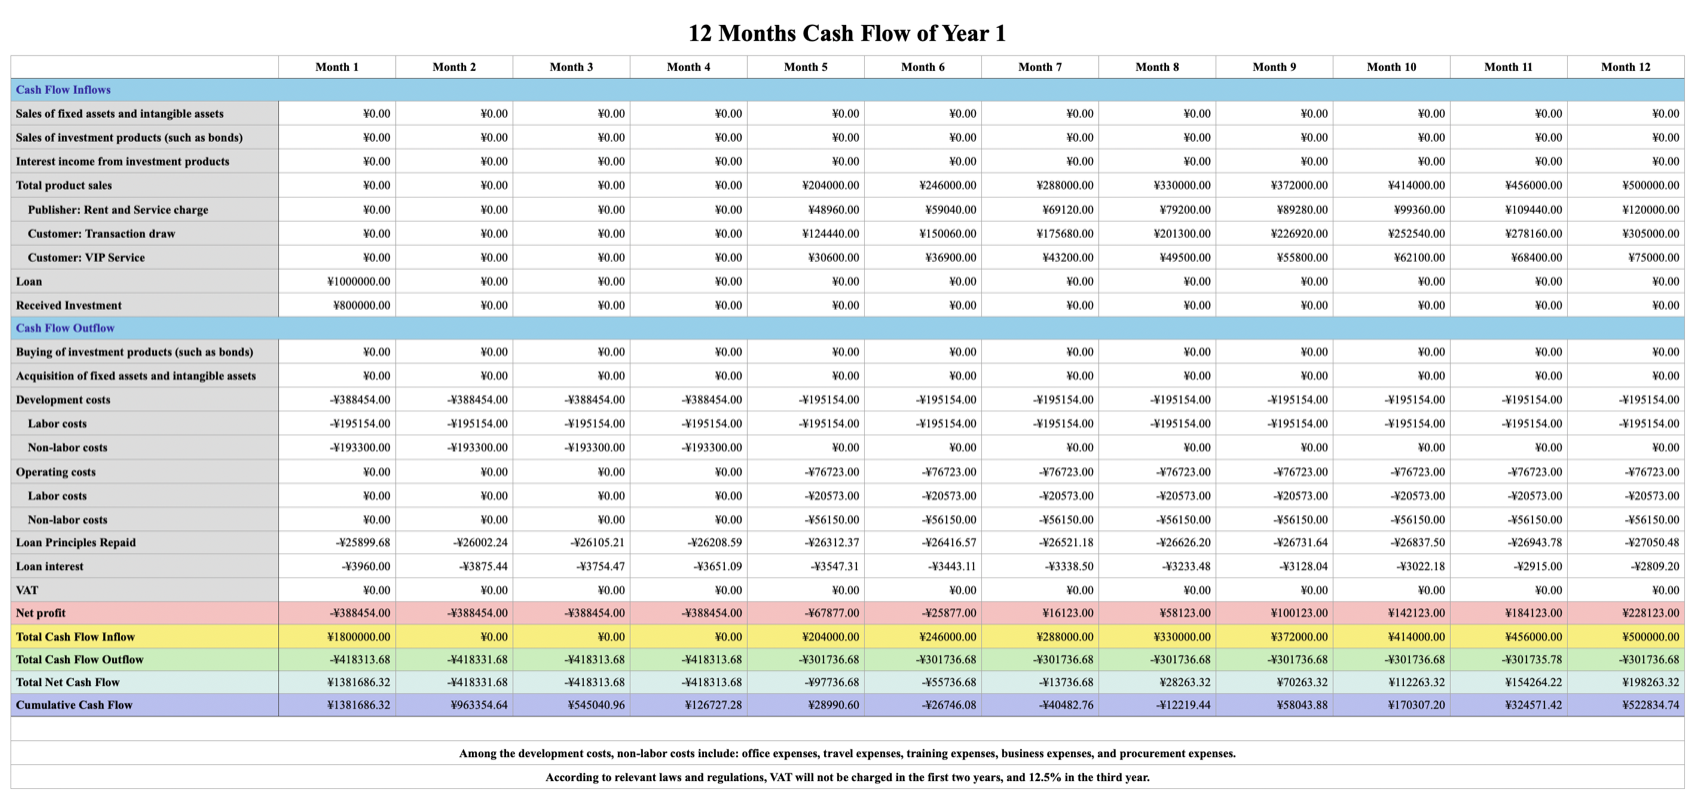 12 Months Cash Flow of Year 1
Month 1 Month 2 Month 3 Month 4 Month 5 Month 6 Month 7 Month 8 Month 9 Month 10 Month 11 Month 12
Cash Flow Inflows
Sales of fixed assets and intangible assets ¥0.00 ¥0.00 ¥0.00 ¥0.00 ¥0.00 ¥0.00 ¥0.00 ¥0.00 ¥0.00 ¥0.00 ¥0.00 ¥0.00
Sales of investment products (such as bonds) ¥0.00 ¥0.00 ¥0.00 ¥0.00 ¥0.00 ¥0.00 ¥0.00 ¥0.00 ¥0.00 ¥0.00 ¥0.00 ¥0.00
Interest income from investment products ¥0.00 ¥0.00 ¥0.00 ¥0.00 ¥0.00 ¥0.00 ¥0.00 ¥0.00 ¥0.00 ¥0.00 ¥0.00 ¥0.00
Total product sales ¥0.00 ¥0.00 ¥0.00 ¥0.00 ¥204000.00 ¥246000.00 ¥288000.00 ¥330000.00 ¥372000.00 ¥414000.00 ¥456000.00 ¥500000.00
Publisher: Rent and Service charge ¥0.00 ¥0.00 ¥0.00 ¥0.00 ¥48960.00 ¥59040.00 ¥69120.00 ¥79200.00 ¥89280.00 ¥99360.00 ¥109440.00 ¥120000.00
Customer: Transaction draw ¥0.00 ¥0.00 ¥0.00 ¥0.00 ¥124440.00 ¥150060.00 ¥175680.00 ¥201300.00 ¥226920.00 ¥252540.00 ¥278160.00 ¥305000.00
Customer: VIP Service ¥0.00 ¥0.00 ¥0.00 ¥0.00 ¥30600.00 ¥36900.00 ¥43200.00 ¥49500.00 ¥55800.00 ¥62100.00 ¥68400.00 ¥75000.00
Loan ¥1000000.00 ¥0.00 ¥0.00 ¥0.00 ¥0.00 ¥0.00 ¥0.00 ¥0.00 ¥0.00 ¥0.00 ¥0.00 ¥0.00
Received Investment ¥800000.00 ¥0.00 ¥0.00 ¥0.00 ¥0.00 ¥0.00 ¥0.00 ¥0.00 ¥0.00 ¥0.00 ¥0.00 ¥0.00
Cash Flow Outflow
Buying of investment products (such as bonds) ¥0.00 ¥0.00 ¥0.00 ¥0.00 ¥0.00 ¥0.00 ¥0.00 ¥0.00 ¥0.00 ¥0.00 ¥0.00 ¥0.00
Acquisition of fixed assets and intangible assets ¥0.00 ¥0.00 ¥0.00 ¥0.00 ¥0.00 ¥0.00 ¥0.00 ¥0.00 ¥0.00 ¥0.00 ¥0.00 ¥0.00
Development costs -¥388454.00 -¥388454.00 -¥388454.00 -¥388454.00 -¥195154.00 -¥195154.00 -¥195154.00 -¥195154.00 -¥195154.00 -¥195154.00 -¥195154.00 -¥195154.00
Labor costs -¥195154.00 -¥195154.00 -¥195154.00 -¥195154.00 -¥195154.00 -¥195154.00 -¥195154.00 -¥195154.00 -¥195154.00 -¥195154.00 -¥195154.00 -¥195154.00
Non-labor costs -¥193300.00 -¥193300.00 -¥193300.00 -¥193300.00 ¥0.00 ¥0.00 ¥0.00 ¥0.00 ¥0.00 ¥0.00 ¥0.00 ¥0.00
Operating costs ¥0.00 ¥0.00 ¥0.00 ¥0.00 -¥76723.00 -¥76723.00 -¥76723.00 -¥76723.00 -¥76723.00 -¥76723.00 -¥76723.00 -¥76723.00
Labor costs ¥0.00 ¥0.00 ¥0.00 ¥0.00 -¥20573.00 -¥20573.00 -¥20573.00 -¥20573.00 -¥20573.00 -¥20573.00 -¥20573.00 -¥20573.00
Non-labor costs ¥0.00 ¥0.00 ¥0.00 ¥0.00 -¥56150.00 -¥56150.00 -¥56150.00 -¥56150.00 -¥56150.00 -¥56150.00 -¥56150.00 -¥56150.00
Loan Principles Repaid -¥25899.68 -¥26002.24 -¥26105.21 -¥26208.59 -¥26312.37 -¥26416.57 -¥26521.18 -¥26626.20 -¥26731.64 -¥26837.50 -¥26943.78 -¥27050.48
Loan interest -¥3960.00 -¥3875.44 -¥3754.47 -¥3651.09 -¥3547.31 -¥3443.11 -¥3338.50 -¥3233.48 -¥3128.04 -¥3022.18 -¥2915.00 -¥2809.20
VAT ¥0.00 ¥0.00 ¥0.00 ¥0.00 ¥0.00 ¥0.00 ¥0.00 ¥0.00 ¥0.00 ¥0.00 ¥0.00 ¥0.00
Net profit -¥388454.00 -¥388454.00 -¥388454.00 -¥388454.00 -¥67877.00 -¥25877.00 ¥16123.00 ¥58123.00 ¥100123.00 ¥142123.00 ¥184123.00 ¥228123.00
Total Cash Flow Inflow ¥1800000.00 ¥0.00 ¥0.00 ¥0.00 ¥204000.00 ¥246000.00 ¥288000.00 ¥330000.00 ¥372000.00 ¥414000.00 ¥456000.00 ¥500000.00
Total Cash Flow Outflow -¥418313.68 -¥418331.68 -¥418313.68 -¥418313.68 -¥301736.68 -¥301736.68 -¥301736.68 -¥301736.68 -¥301736.68 -¥301736.68 -¥301735.78 -¥301736.68
Total Net Cash Flow ¥1381686.32 -¥418331.68 -¥418313.68 -¥418313.68 -¥97736.68 -¥55736.68 -¥13736.68 ¥28263.32 ¥70263.32 ¥112263.32 ¥154264.22 ¥198263.32
Cumulative Cash Flow ¥1381686.32 ¥963354.64 ¥545040.96 ¥126727.28 ¥28990.60 -¥26746.08 -¥40482.76 -¥12219.44 ¥58043.88 ¥170307.20 ¥324571.42 ¥522834.74
Among the development costs, non-labor costs include: office expenses, travel expenses, training expenses, business expenses, and procurement expenses.
According to relevant laws and regulations, VAT will not be charged in the first two years, and 12.5% in the third year.